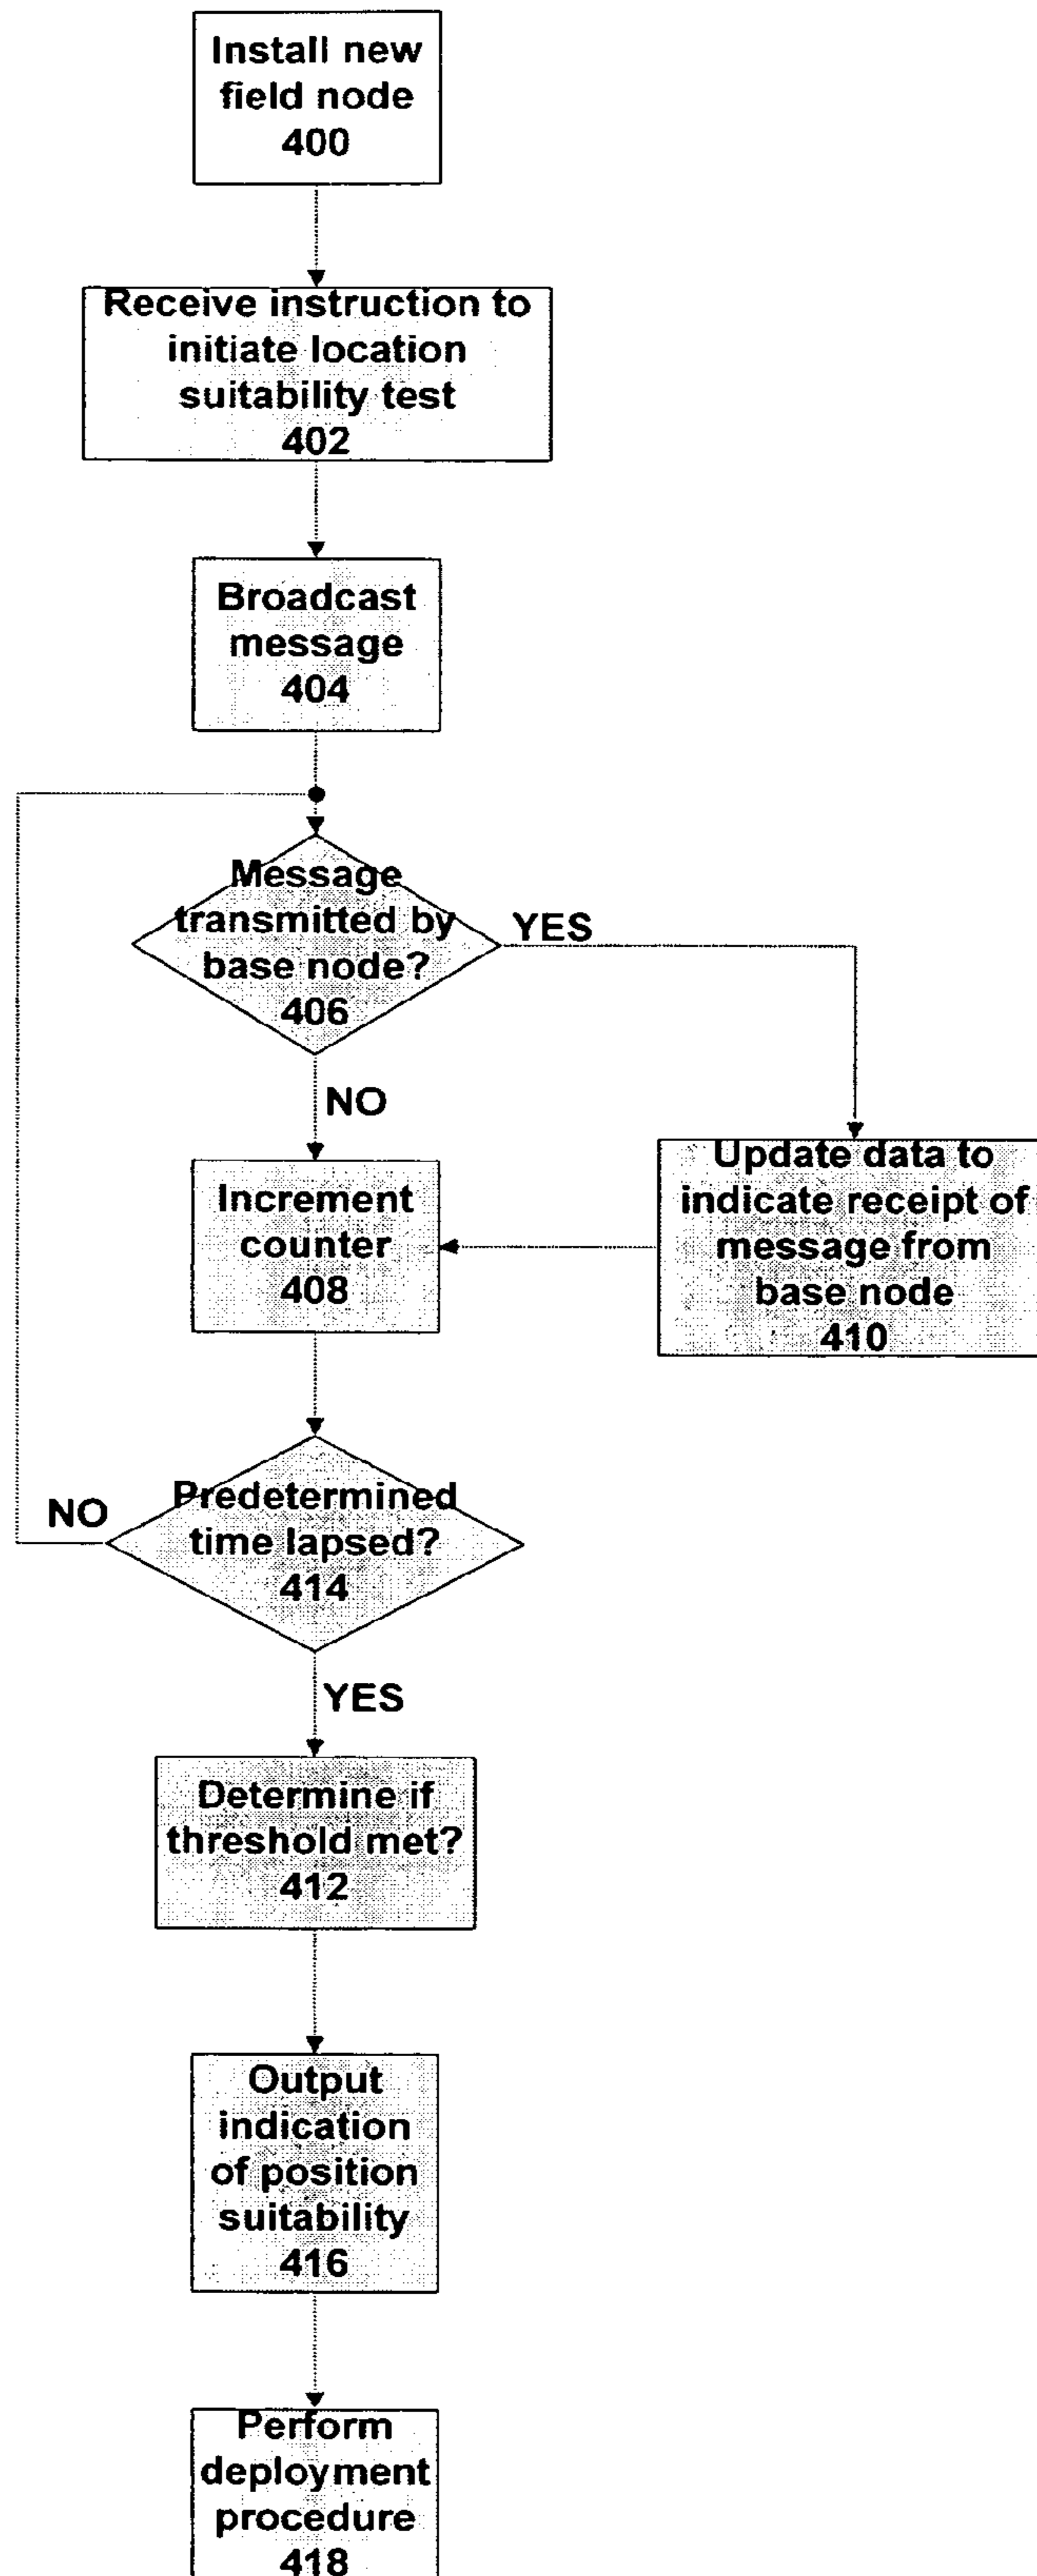 Install new
field node
400
Receive instruction to
initiate location
suitability test
402
Broadcast
message
404
Message
transmitted by
base node?
406
YES
NO
Increment
counter
408
Update data to
indicate receipt of
message from
base node
410
Predetermined
time lapsed?
414
NO
YES
Determine if
threshold met?
412
Output
indication
of position
suitability
416
Perform
deployment
procedure
418